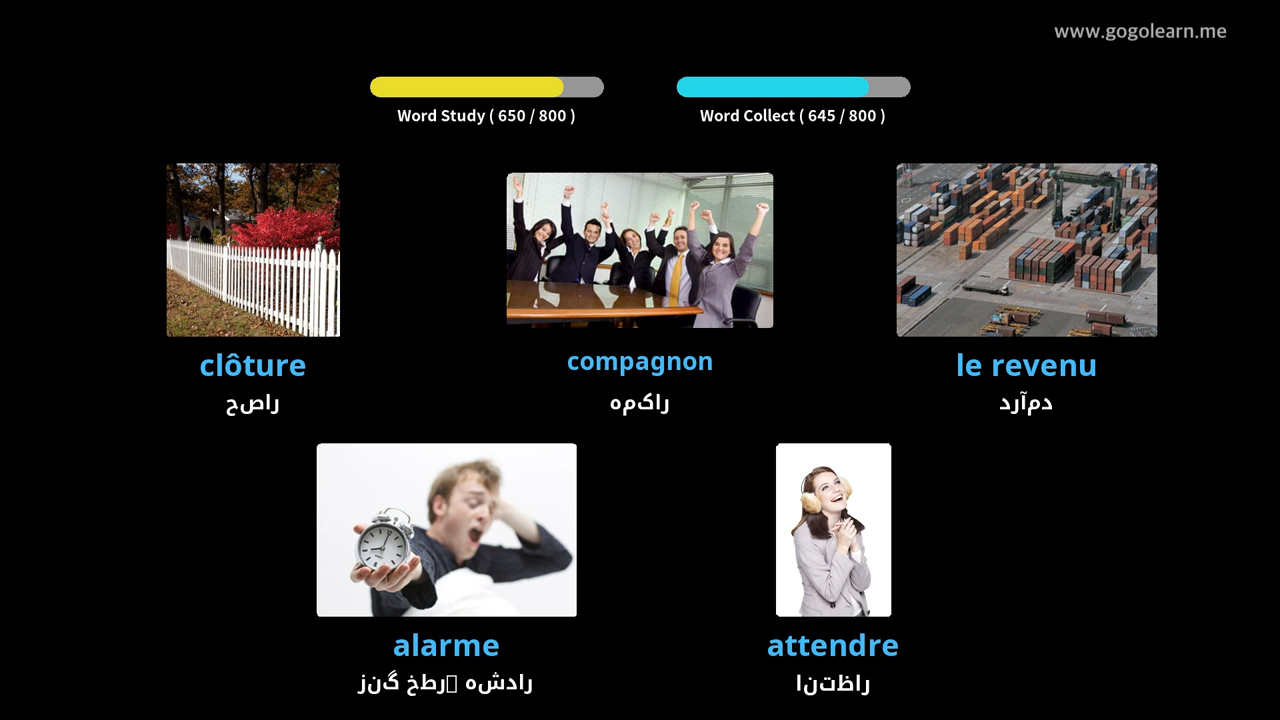 www.gogolearn.me
Word Study ( 650 / 800 )
Word Collect ( 645 / 800 )
clôture
راصح
compagnon
راکمه
le revenu
دمآرد
alarme
رادشه □رطخ گنز
attendre
راظتنا